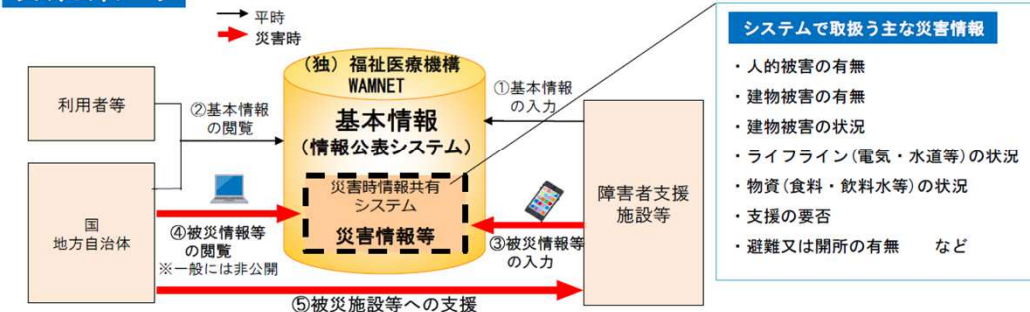 平時
災害時
(独)福祉医療機構
WAMNET
基本情報
(情報公表システム)
災害時情報共有
システム
災害情報等
利用者等
国
地方自治体
②基本情報
の閲覧
①基本情報
の入力
④被災情報等
の閲覧
※一般には非公開
③被災情報等
の入力
障害者支援
施設等
⑤被災施設等への支援
システムで取扱う主な災害情報
・人的被害の有無
・建物被害の有無
・建物被害の状況
・ライフライン(電気・水道等)の状況
・物資(食料・飲料水等)の状況
・支援の要否
・避難又は開所の有無　　など